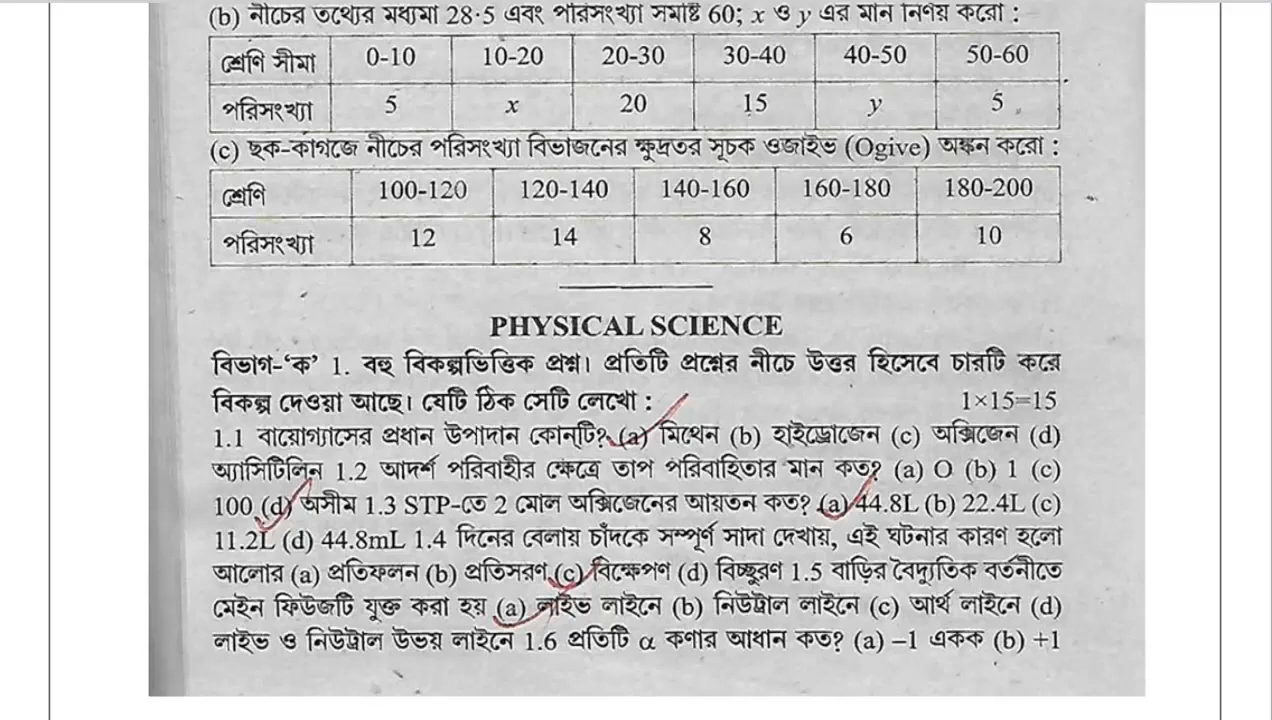 (b) নীচের তথ্যের মধ্যমা 28·5 এবং পরিসংখ্যা সমষ্টি 60; x ও y এর মান নির্ণয় করো :
শ্রেণি সীমা 0-10 10-20 20-30 30-40 40-50 50-60
পরিসংখ্যা 5 x 20 15 y 5
(c) ছক-কাগজে নীচের পরিসংখ্যা বিভাজনের ক্ষুদ্রতর সূচক ওজাইভ (Ogive) অঙ্কন করো :
শ্রেণি 100-120 120-140 140-160 160-180 180-200
পরিসংখ্যা 12 14 8 6 10
PHYSICAL SCIENCE
বিভাগ-‘ক’ 1. বহু বিকল্পভিত্তিক প্রশ্ন। প্রতিটি প্রশ্নের নীচে উত্তর হিসেবে চারটি করে
বিকল্প দেওয়া আছে। যেটি ঠিক সেটি লেখো : 1×15=15
1.1 বায়োগ্যাসের প্রধান উপাদান কোন্‌টি? (a) মিথেন (b) হাইড্রোজেন (c) অক্সিজেন (d)
অ্যাসিটিলিন 1.2 আদর্শ পরিবাহীর ক্ষেত্রে তাপ পরিবাহিতার মান কত? (a) O (b) 1 (c)
100 (d) অসীম 1.3 STP-তে 2 মোল অক্সিজেনের আয়তন কত? (a) 44.8L (b) 22.4L (c)
11.2L (d) 44.8mL 1.4 দিনের বেলায় চাঁদকে সম্পূর্ণ সাদা দেখায়, এই ঘটনার কারণ হলো
আলোর (a) প্রতিফলন (b) প্রতিসরণ (c) বিক্ষেপণ (d) বিচ্ছুরণ 1.5 বাড়ির বৈদ্যুতিক বর্তনীতে
মেইন ফিউজটি যুক্ত করা হয় (a) লাইভ লাইনে (b) নিউট্রাল লাইনে (c) আর্থ লাইনে (d)
লাইভ ও নিউট্রাল উভয় লাইনে 1.6 প্রতিটি α কণার আধান কত? (a) –1 একক (b) +1